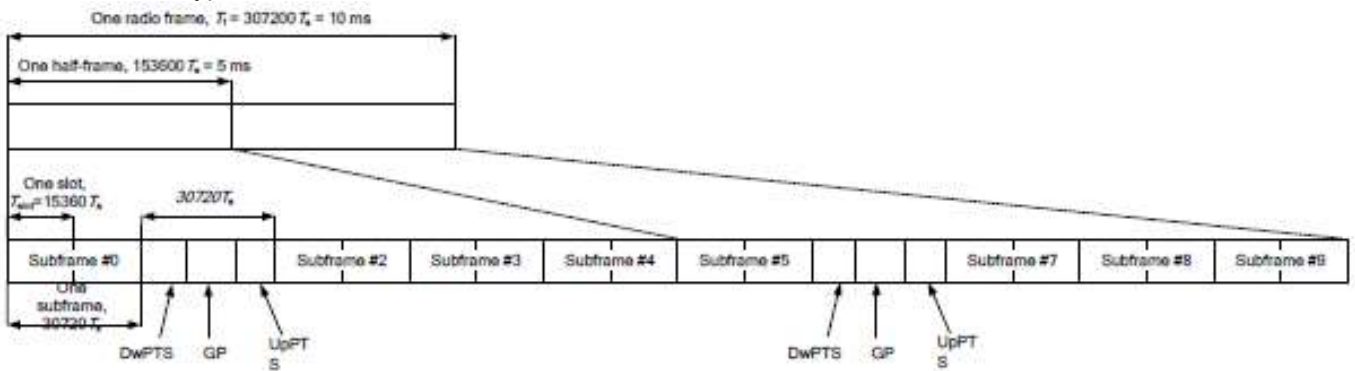 One radio frame, Tf = 307200 Ts = 10 ms
One half-frame, 153600 Ts = 5 ms
One slot,
Tslot=15360 Ts
30720Ts
Subframe #0
Subframe #2
Subframe #3
Subframe #4
Subframe #5
Subframe #7
Subframe #8
Subframe #9
One
subframe,
30720 Ts
DwPTS
GP
UpPT
S
DwPTS
GP
UpPT
S